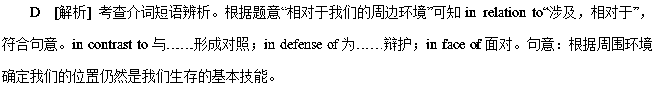 D [解析] 考查介词短语辨析。根据题意“相对于我们的周边环境”可知 in relation to“涉及，相对于”，
符合句意。in contrast to 与……形成对照；in defense of 为……辩护；in face of 面对。句意：根据周围环境
确定我们的位置仍然是我们生存的基本技能。